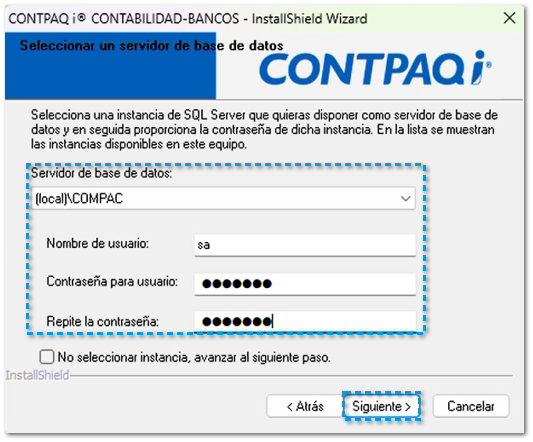 CONTPAQ i® CONTABILIDAD-BANCOS - InstallShield Wizard
Seleccionar un servidor de base de datos
CONTPAQi®
Selecciona una instancia de SQL Server que quieras disponer como servidor de base de
datos y en seguida proporciona la contraseña de dicha instancia. En la lista se muestran
las instancias disponibles en este equipo.
Servidor de base de datos:
(local)\COMPAC
Nombre de usuario: sa
Contraseña para usuario: ●●●●●●●
Repite la contraseña: ●●●●●●●
No seleccionar instancia, avanzar al siguiente paso.
InstallShield
< Atrás Siguiente > Cancelar